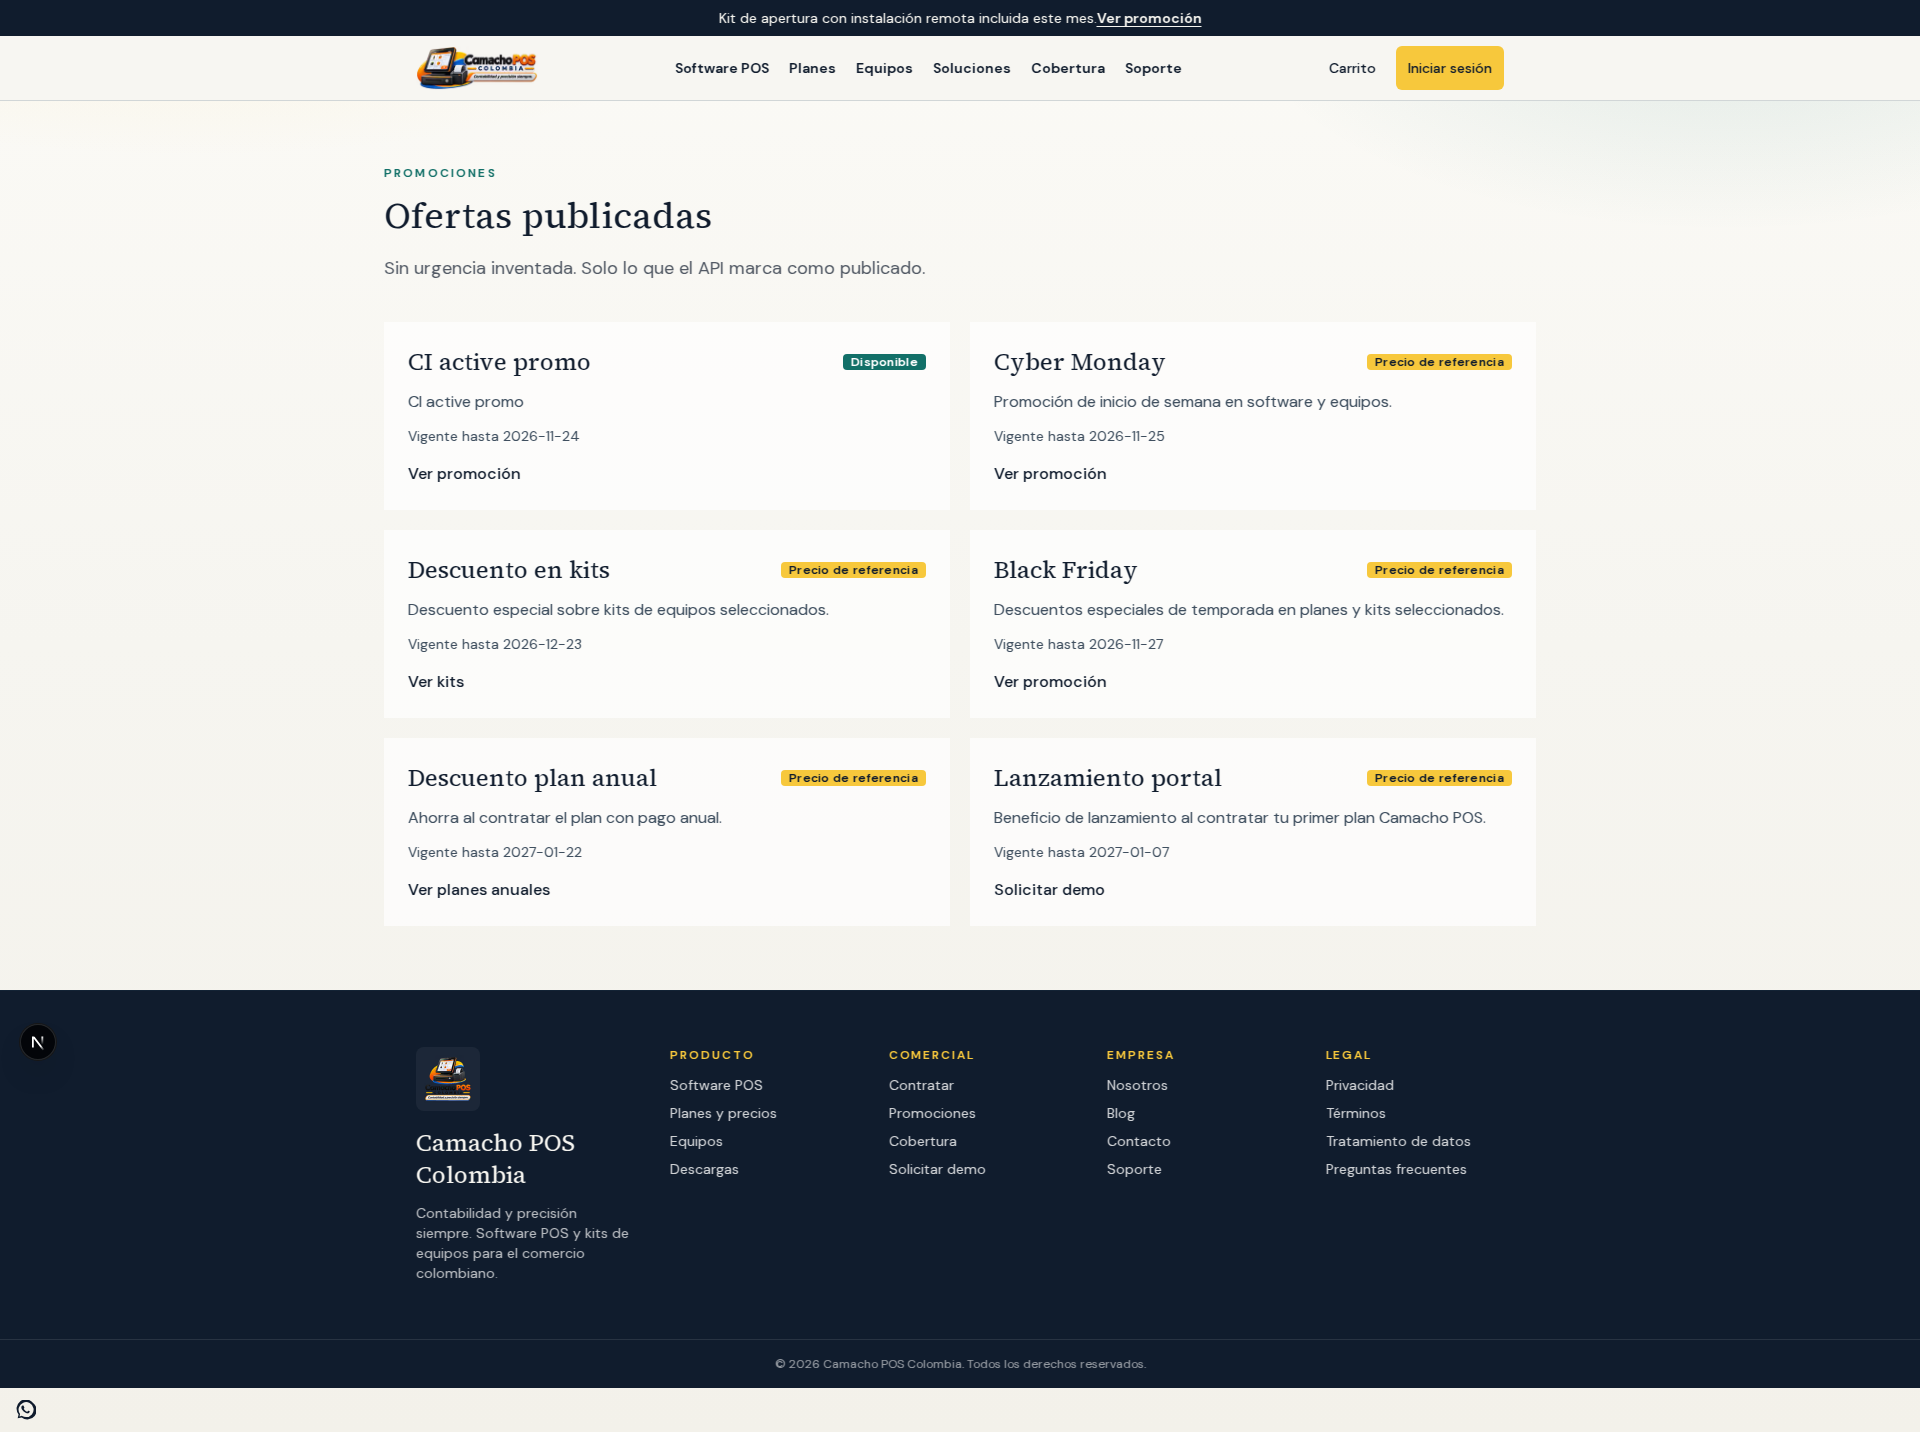 Kit de apertura con instalación remota incluida este mes.Ver promoción
CamachoPOS
COLOMBIA
Contabilidad y precisión siempre.
Software POS
Planes
Equipos
Soluciones
Cobertura
Soporte
Carrito
Iniciar sesión
PROMOCIONES
Ofertas publicadas
Sin urgencia inventada. Solo lo que el API marca como publicado.
CI active promo
Disponible
CI active promo
Vigente hasta 2026-11-24
Ver promoción
Cyber Monday
Precio de referencia
Promoción de inicio de semana en software y equipos.
Vigente hasta 2026-11-25
Ver promoción
Descuento en kits
Precio de referencia
Descuento especial sobre kits de equipos seleccionados.
Vigente hasta 2026-12-23
Ver kits
Black Friday
Precio de referencia
Descuentos especiales de temporada en planes y kits seleccionados.
Vigente hasta 2026-11-27
Ver promoción
Descuento plan anual
Precio de referencia
Ahorra al contratar el plan con pago anual.
Vigente hasta 2027-01-22
Ver planes anuales
Lanzamiento portal
Precio de referencia
Beneficio de lanzamiento al contratar tu primer plan Camacho POS.
Vigente hasta 2027-01-07
Solicitar demo
Camacho POS
Colombia
Contabilidad y precisión
siempre. Software POS y kits de
equipos para el comercio
colombiano.
PRODUCTO
Software POS
Planes y precios
Equipos
Descargas
COMERCIAL
Contratar
Promociones
Cobertura
Solicitar demo
EMPRESA
Nosotros
Blog
Contacto
Soporte
LEGAL
Privacidad
Términos
Tratamiento de datos
Preguntas frecuentes
© 2026 Camacho POS Colombia. Todos los derechos reservados.